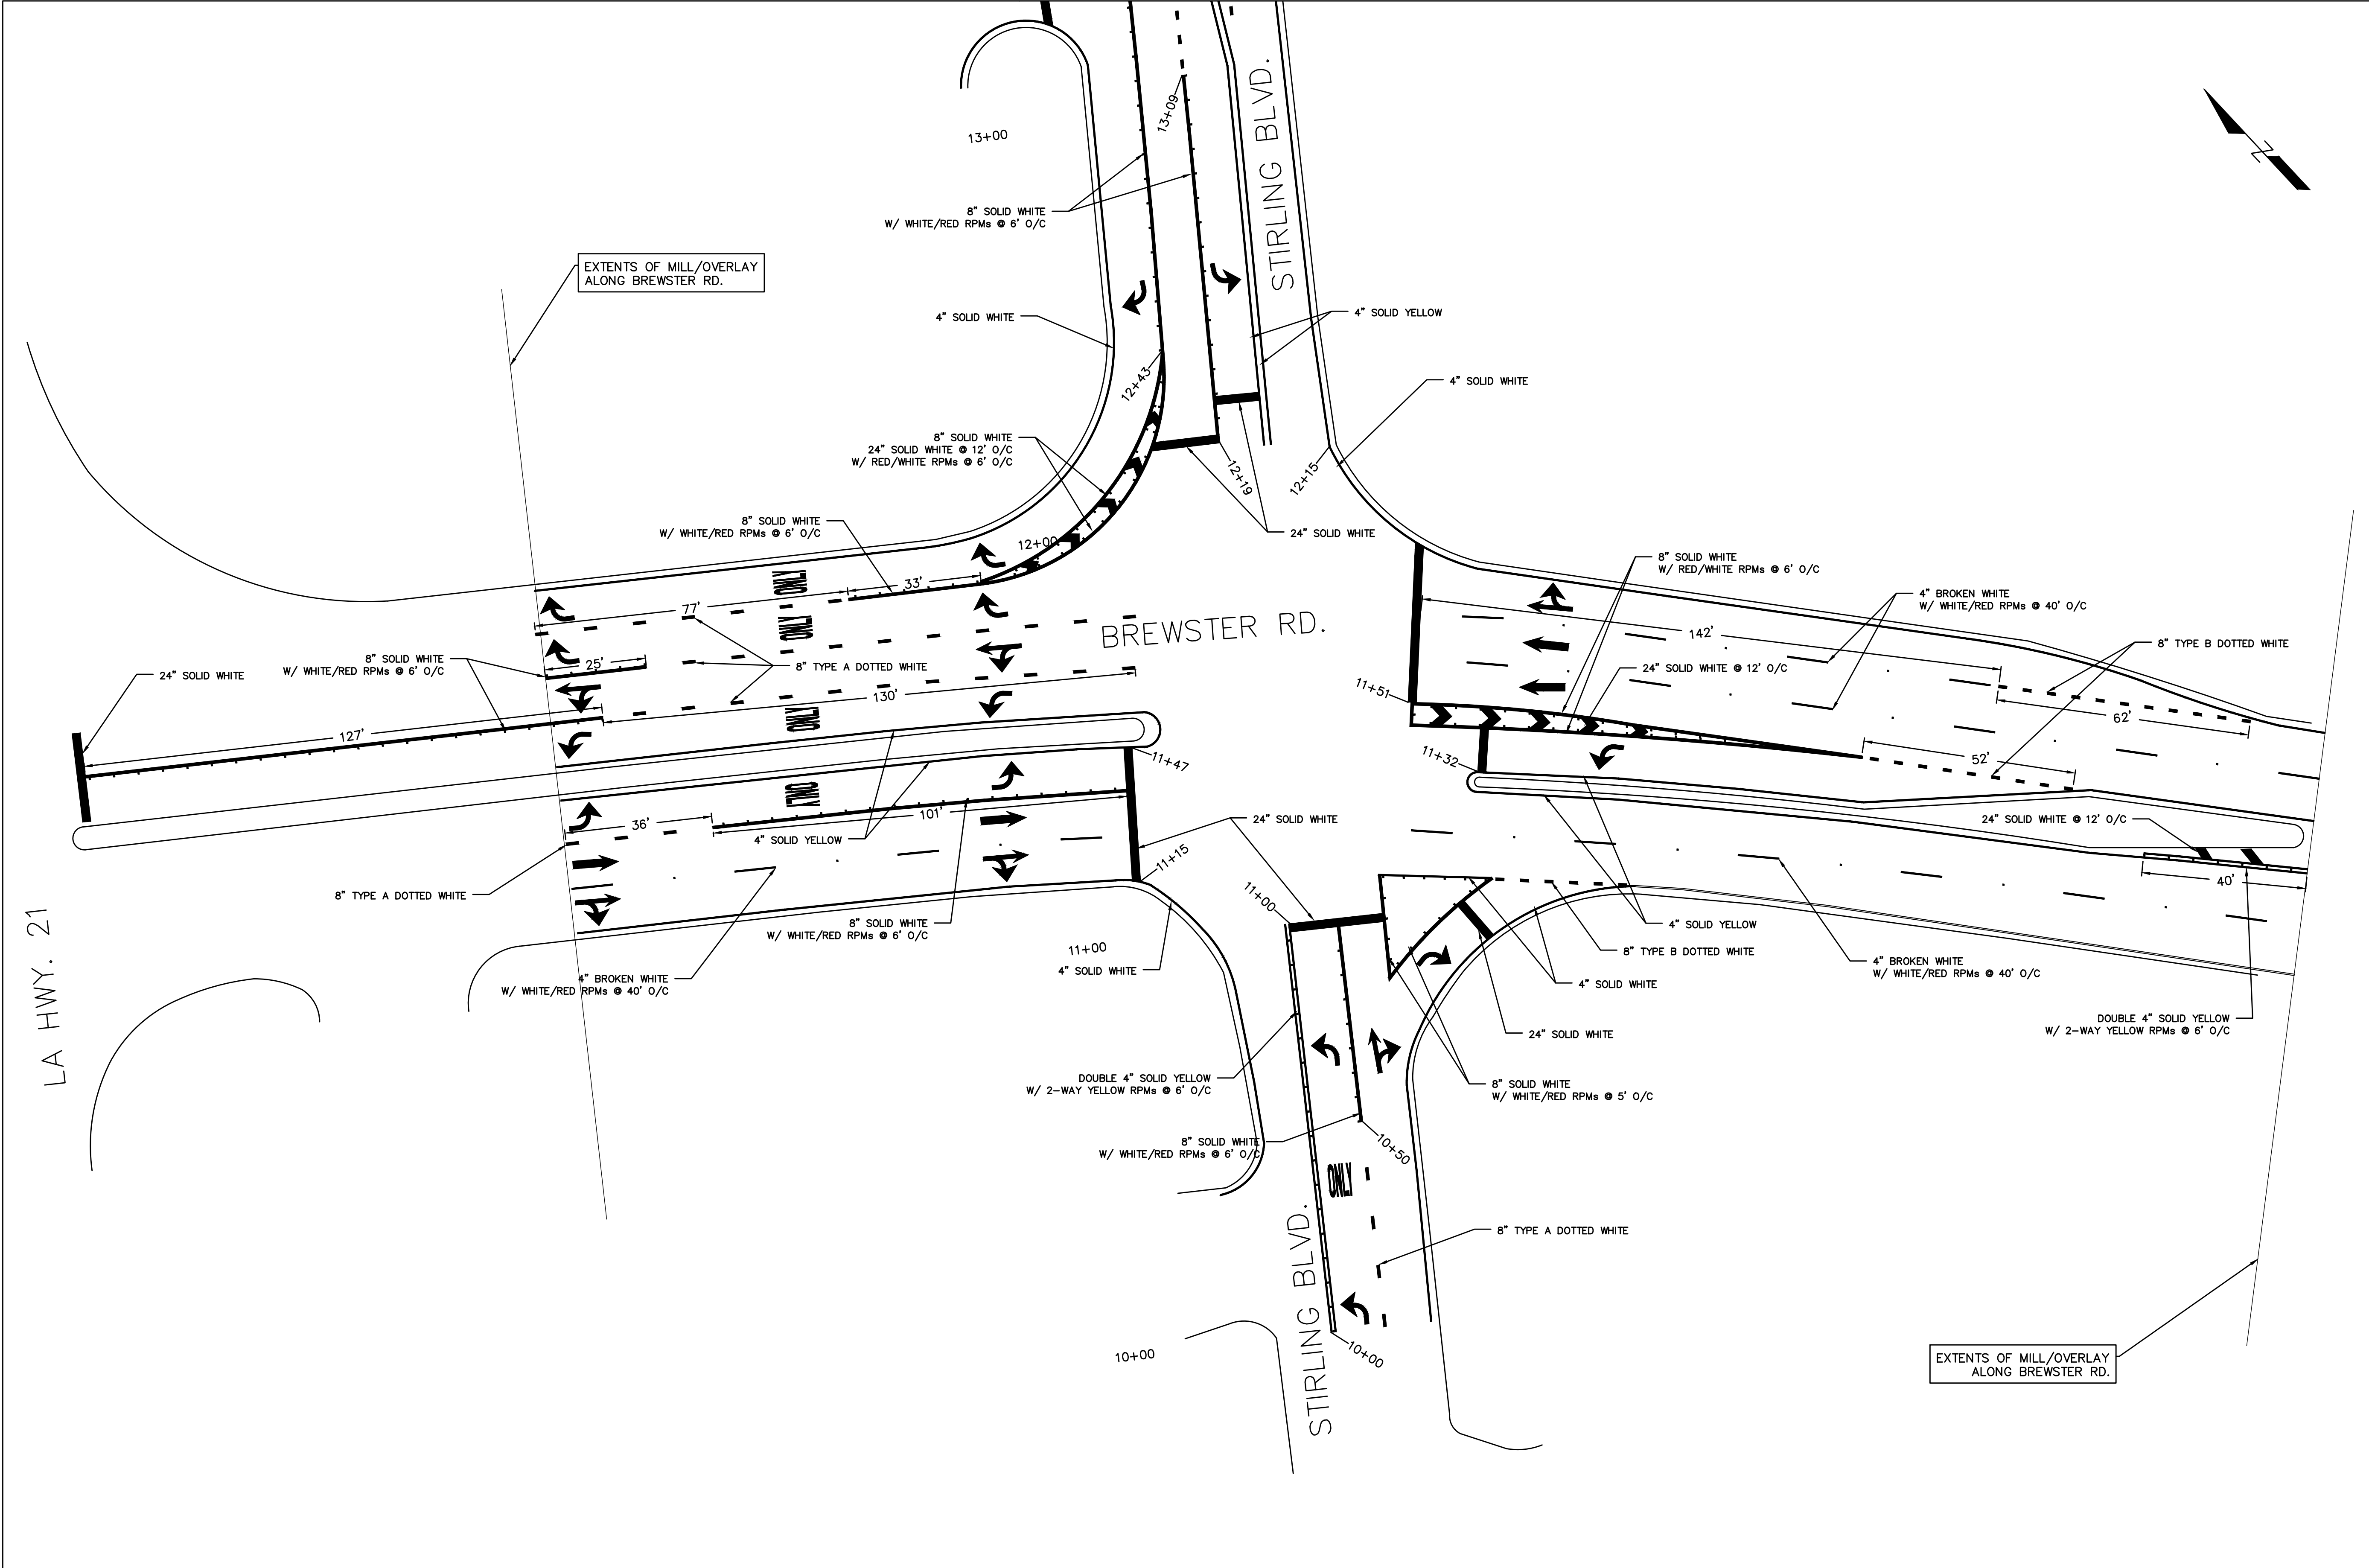 13+00
13+09
STIRLING BLVD.
N
8" SOLID WHITE
W/ WHITE/RED RPMs @ 6' O/C
EXTENTS OF MILL/OVERLAY
ALONG BREWSTER RD.
4" SOLID WHITE
4" SOLID YELLOW
12+43
4" SOLID WHITE
8" SOLID WHITE
24" SOLID WHITE @ 12' O/C
W/ RED/WHITE RPMs @ 6' O/C
12+19
12+15
8" SOLID WHITE
W/ WHITE/RED RPMs @ 6' O/C
24" SOLID WHITE
12+00
33'
77'
ONLY
ONLY
BREWSTER RD.
8" SOLID WHITE
W/ RED/WHITE RPMs @ 6' O/C
4" BROKEN WHITE
W/ WHITE/RED RPMs @ 40' O/C
142'
8" TYPE B DOTTED WHITE
8" SOLID WHITE
W/ WHITE/RED RPMs @ 6' O/C
24" SOLID WHITE
25'
8" TYPE A DOTTED WHITE
24" SOLID WHITE @ 12' O/C
11+51
130'
ONLY
62'
127'
11+47
11+32
52'
ONLY
36'
101'
4" SOLID YELLOW
24" SOLID WHITE
24" SOLID WHITE @ 12' O/C
11+15
40'
8" TYPE A DOTTED WHITE
11+00
LA HWY. 21
8" SOLID WHITE
W/ WHITE/RED RPMs @ 6' O/C
4" SOLID YELLOW
11+00
8" TYPE B DOTTED WHITE
4" SOLID WHITE
4" BROKEN WHITE
W/ WHITE/RED RPMs @ 40' O/C
4" BROKEN WHITE
W/ WHITE/RED RPMs @ 40' O/C
4" SOLID WHITE
24" SOLID WHITE
DOUBLE 4" SOLID YELLOW
W/ 2-WAY YELLOW RPMs @ 6' O/C
DOUBLE 4" SOLID YELLOW
W/ 2-WAY YELLOW RPMs @ 6' O/C
8" SOLID WHITE
W/ WHITE/RED RPMs @ 5' O/C
8" SOLID WHITE
W/ WHITE/RED RPMs @ 6' O/C
10+50
ONLY
STIRLING BLVD.
8" TYPE A DOTTED WHITE
10+00
10+00
EXTENTS OF MILL/OVERLAY
ALONG BREWSTER RD.